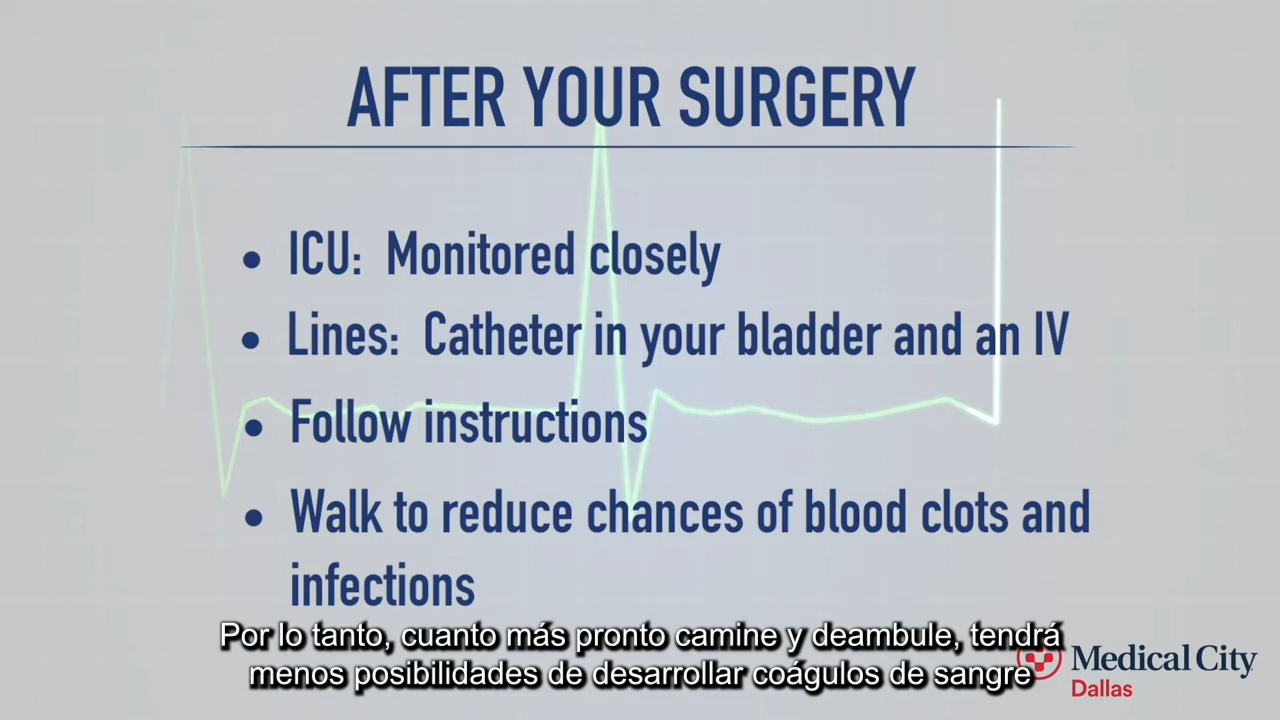 AFTER YOUR SURGERY
• ICU: Monitored closely
• Lines: Catheter in your bladder and an IV
• Follow instructions
• Walk to reduce chances of blood clots and
infections
Por lo tanto, cuanto más pronto camine y deambule, tendrá
menos posibilidades de desarrollar coágulos de sangre
Medical City
Dallas